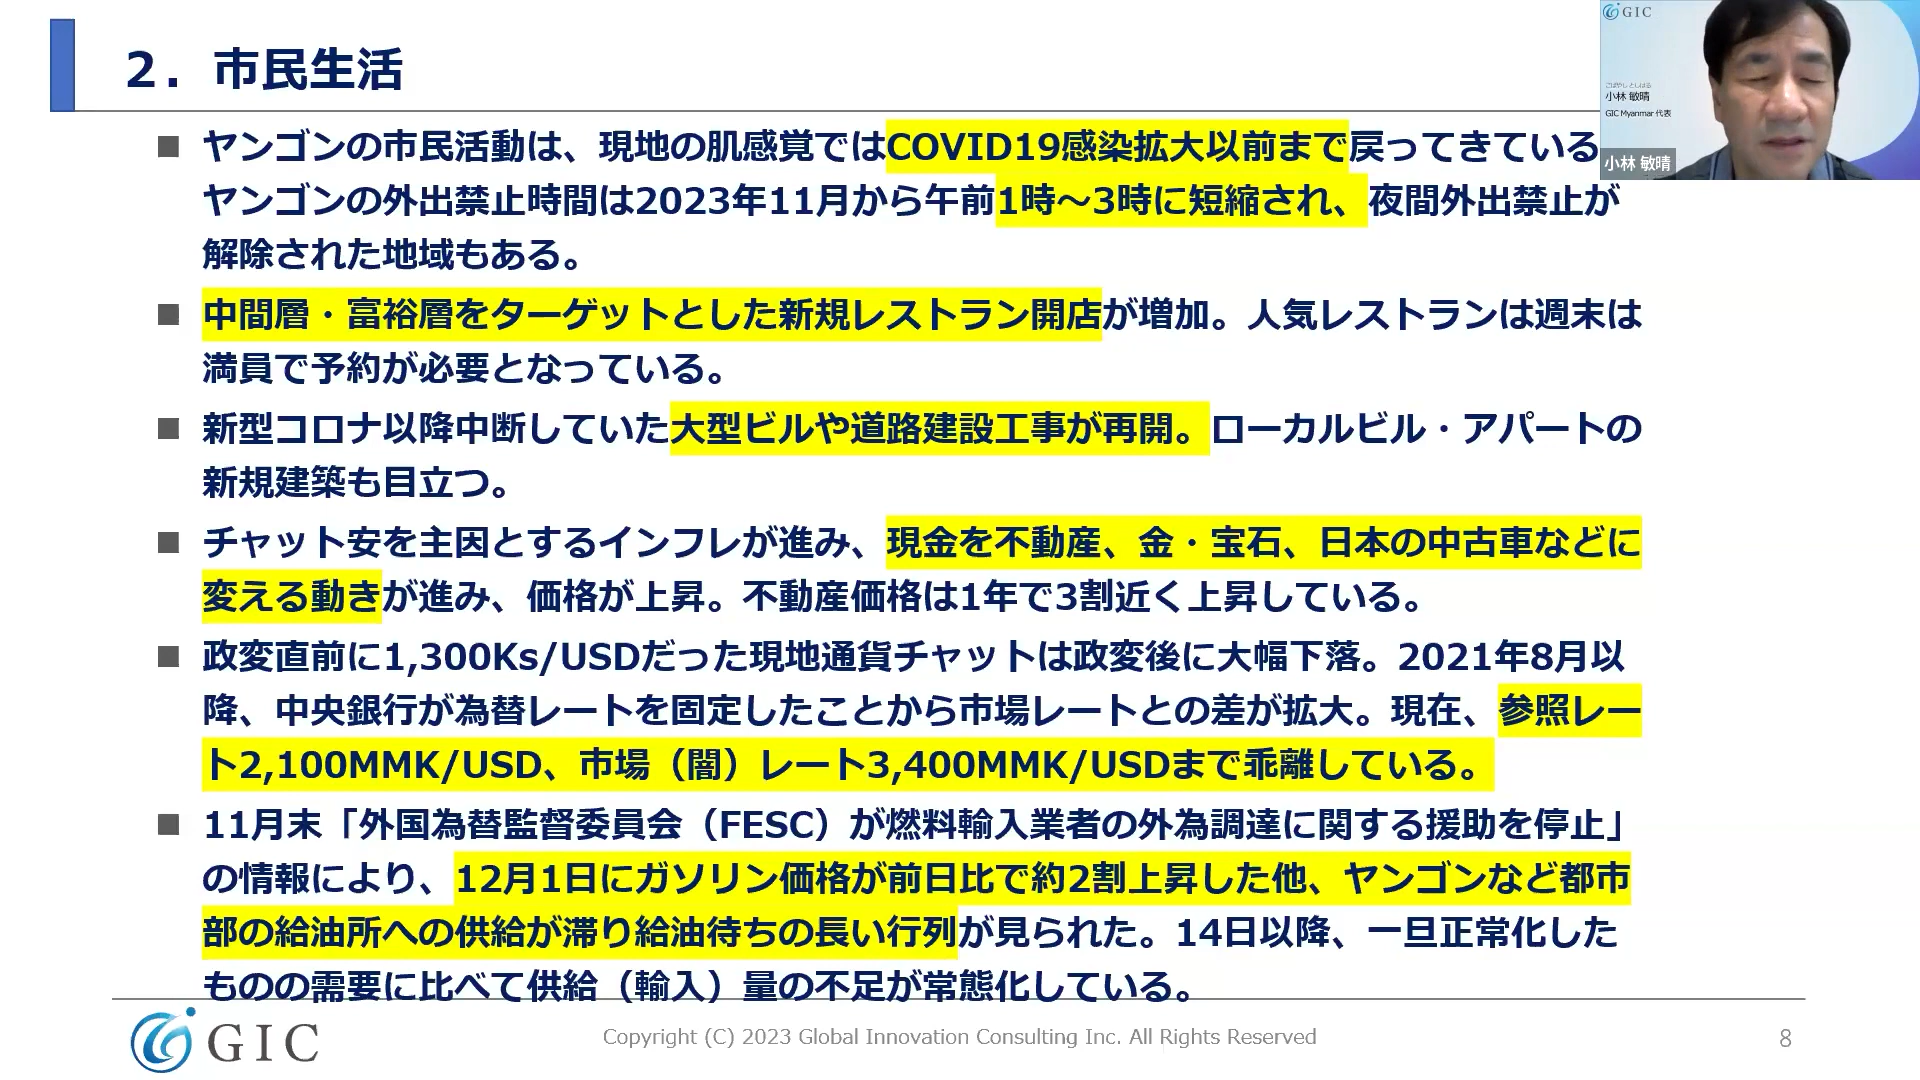 2．市民生活
GIC
こばやし としはる
小林 敏晴
GIC Myanmar 代表
小林 敏晴
■ ヤンゴンの市民活動は、現地の肌感覚ではCOVID19感染拡大以前まで戻ってきている
ヤンゴンの外出禁止時間は2023年11月から午前1時～3時に短縮され、夜間外出禁止が
解除された地域もある。
■ 中間層・富裕層をターゲットとした新規レストラン開店が増加。人気レストランは週末は
満員で予約が必要となっている。
■ 新型コロナ以降中断していた大型ビルや道路建設工事が再開。ローカルビル・アパートの
新規建築も目立つ。
■ チャット安を主因とするインフレが進み、現金を不動産、金・宝石、日本の中古車などに
変える動きが進み、価格が上昇。不動産価格は1年で3割近く上昇している。
■ 政変直前に1,300Ks/USDだった現地通貨チャットは政変後に大幅下落。2021年8月以
降、中央銀行が為替レートを固定したことから市場レートとの差が拡大。現在、参照レー
ト2,100MMK/USD、市場（闇）レート3,400MMK/USDまで乖離している。
■ 11月末「外国為替監督委員会（FESC）が燃料輸入業者の外為調達に関する援助を停止」
の情報により、12月1日にガソリン価格が前日比で約2割上昇した他、ヤンゴンなど都市
部の給油所への供給が滞り給油待ちの長い行列が見られた。14日以降、一旦正常化した
ものの需要に比べて供給（輸入）量の不足が常態化している。
GIC
Copyright (C) 2023 Global Innovation Consulting Inc. All Rights Reserved
8